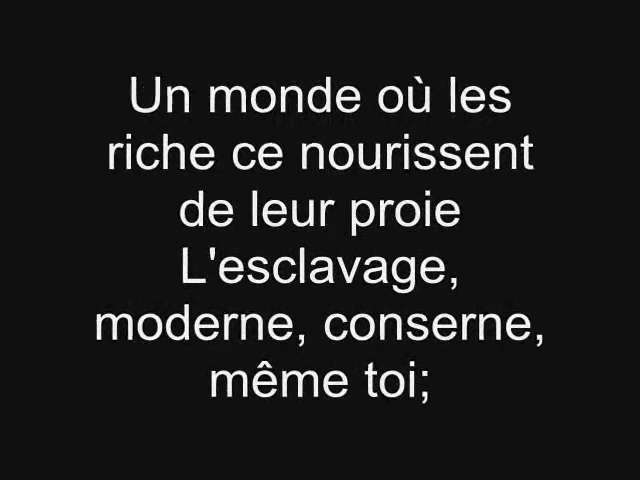 Un monde où les
riche ce nourissent
de leur proie
L'esclavage,
moderne, conserne,
même toi;